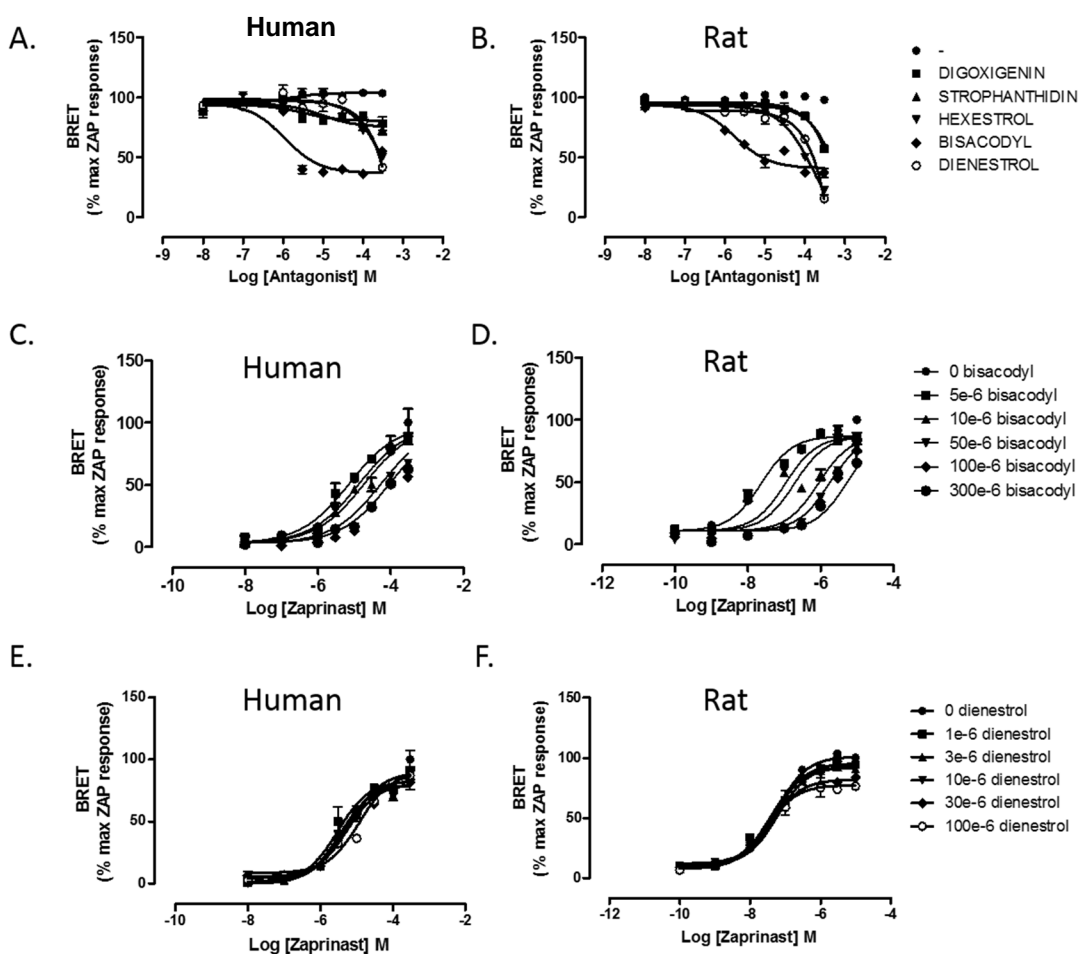 A.
Human
150
100
50
0
BRET
(% max ZAP response)
-9 -8 -7 -6 -5 -4 -3 -2
Log [Antagonist] M
B.
Rat
150
100
50
0
BRET
(% max ZAP response)
-9 -8 -7 -6 -5 -4 -3 -2
Log [Antagonist] M
-
DIGOXIGENIN
STROPHANTHIDIN
HEXESTROL
BISACODYL
DIENESTROL
C.
Human
150
100
50
0
BRET
(% max ZAP response)
-10 -8 -6 -4 -2
Log [Zaprinast] M
D.
Rat
150
100
50
0
BRET
(% max ZAP response)
-12 -10 -8 -6 -4
Log [Zaprinast] M
0 bisacodyl
5e-6 bisacodyl
10e-6 bisacodyl
50e-6 bisacodyl
100e-6 bisacodyl
300e-6 bisacodyl
E.
Human
150
100
50
0
BRET
(% max ZAP response)
-10 -8 -6 -4 -2
Log [Zaprinast] M
F.
Rat
150
100
50
0
BRET
(% max ZAP response)
-12 -10 -8 -6 -4
Log [Zaprinast] M
0 dienestrol
1e-6 dienestrol
3e-6 dienestrol
10e-6 dienestrol
30e-6 dienestrol
100e-6 dienestrol